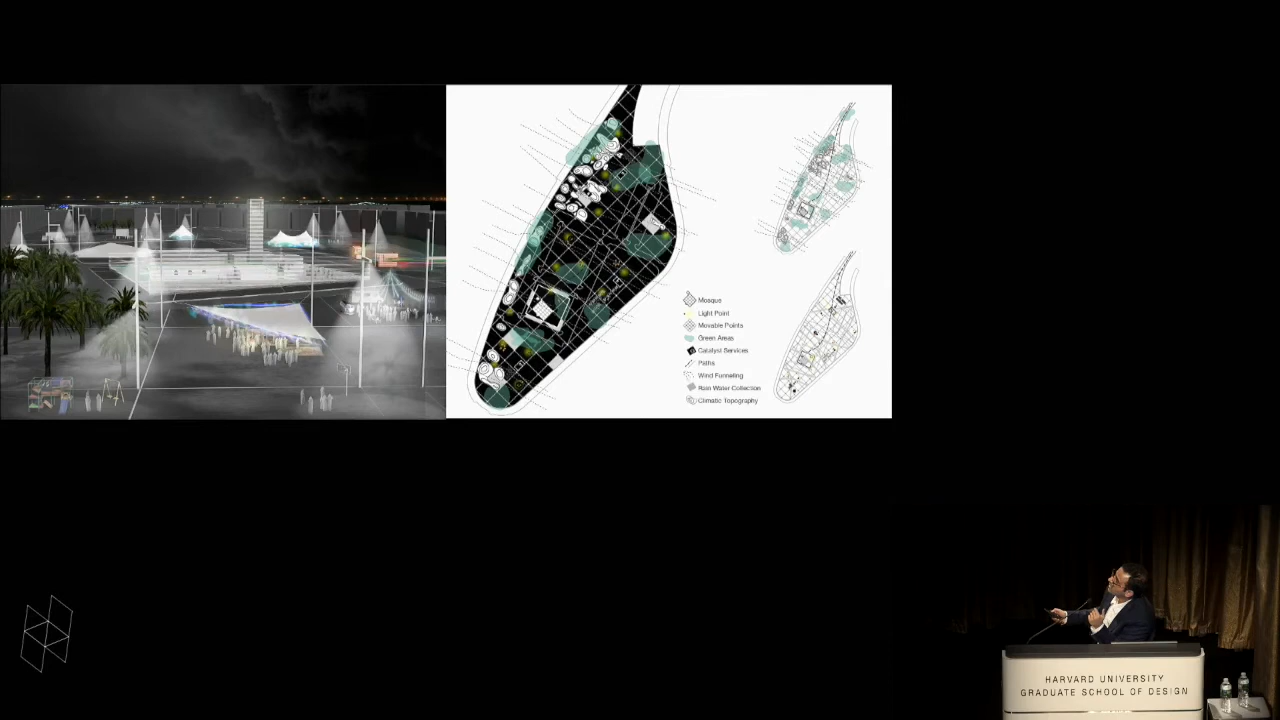 Mosque
Light Point
Movable Points
Green Areas
Catalyst Services
Paths
Wind Funneling
Rain Water Collection
Climatic Topography
HARVARD UNIVERSITY
GRADUATE SCHOOL OF DESIGN